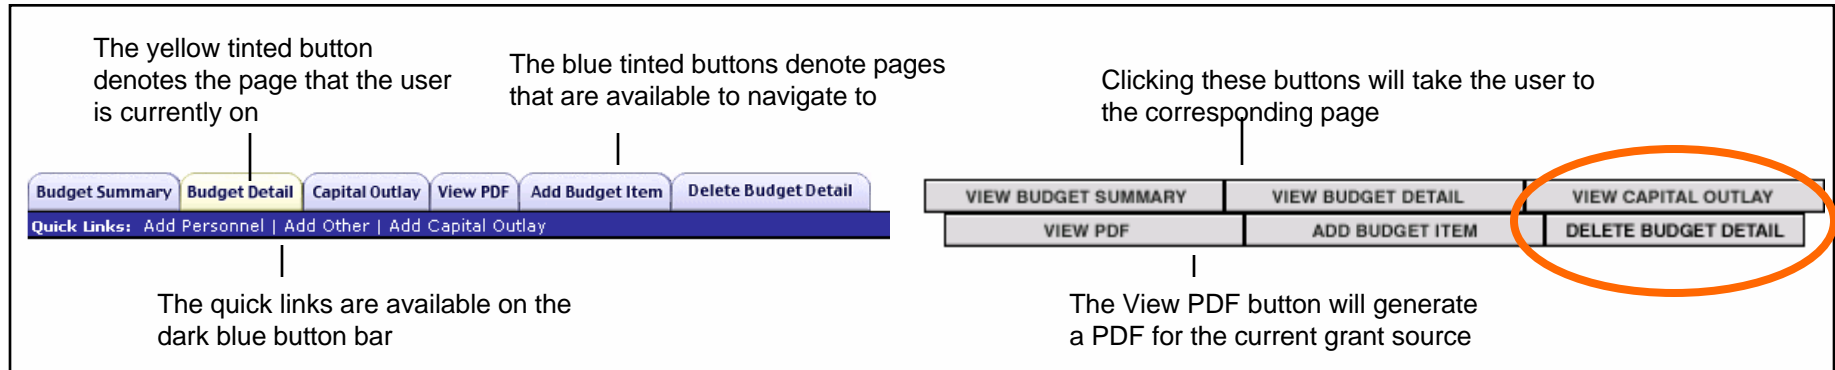 The yellow tinted button
denotes the page that the user
is currently on
The blue tinted buttons denote pages
that are available to navigate to
Clicking these buttons will take the user to
the corresponding page
Budget Summary Budget Detail Capital Outlay View PDF Add Budget Item Delete Budget Detail
Quick Links: Add Personnel | Add Other | Add Capital Outlay
VIEW BUDGET SUMMARY VIEW BUDGET DETAIL VIEW CAPITAL OUTLAY
VIEW PDF ADD BUDGET ITEM DELETE BUDGET DETAIL
The quick links are available on the
dark blue button bar
The View PDF button will generate
a PDF for the current grant source